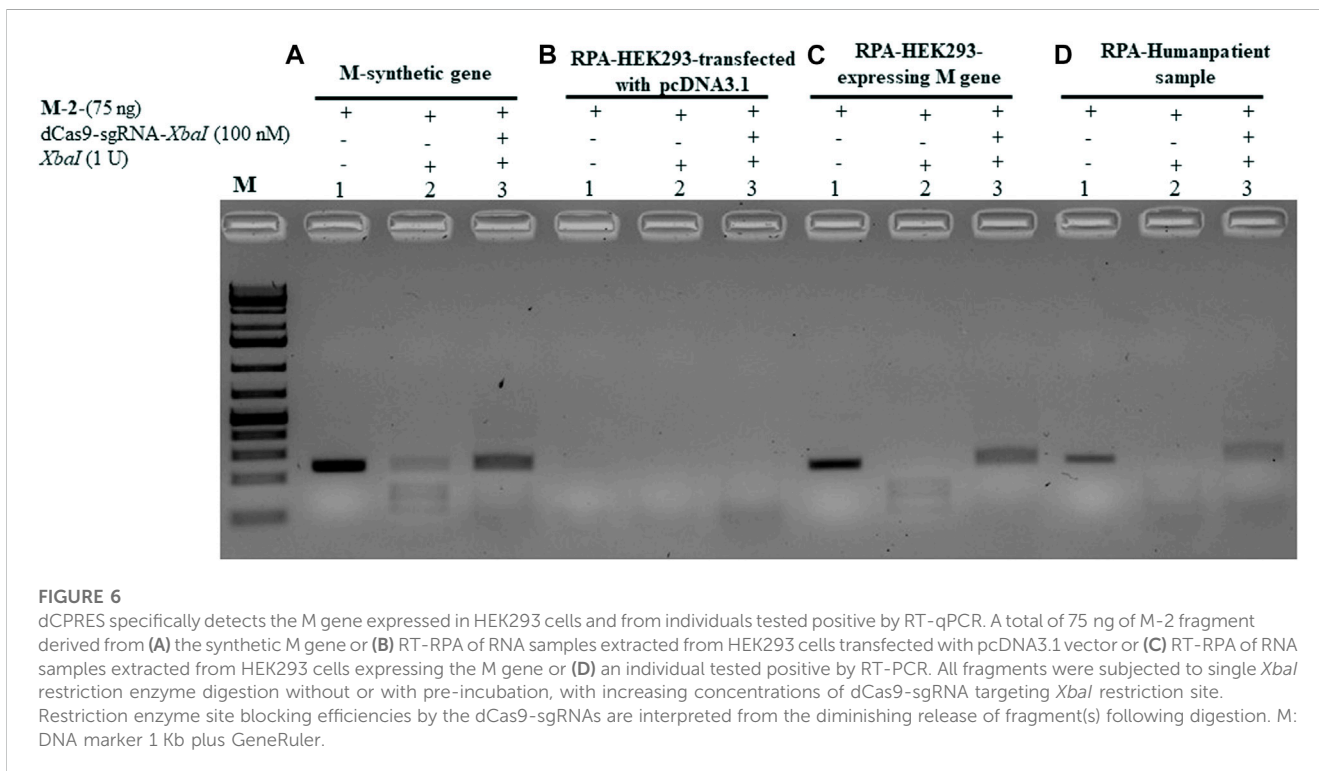 A
M-synthetic gene
B
RPA-HEK293-transfected
with pcDNA3.1
C
RPA-HEK293-
expressing M gene
D
RPA-Humanpatient
sample
M-2-(75 ng) + + + + + + + + + + + +
dCas9-sgRNA-XbaI (100 nM) - - + - - + - - + - - +
XbaI (1 U) - + + - + + - + + - + +
M 1 2 3 1 2 3 1 2 3 1 2 3
FIGURE 6
dCPRES specifically detects the M gene expressed in HEK293 cells and from individuals tested positive by RT-qPCR. A total of 75 ng of M-2 fragment
derived from (A) the synthetic M gene or (B) RT-RPA of RNA samples extracted from HEK293 cells transfected with pcDNA3.1 vector or (C) RT-RPA of RNA
samples extracted from HEK293 cells expressing the M gene or (D) an individual tested positive by RT-PCR. All fragments were subjected to single XbaI
restriction enzyme digestion without or with pre-incubation, with increasing concentrations of dCas9-sgRNA targeting XbaI restriction site.
Restriction enzyme site blocking efficiencies by the dCas9-sgRNAs are interpreted from the diminishing release of fragment(s) following digestion. M:
DNA marker 1 Kb plus GeneRuler.